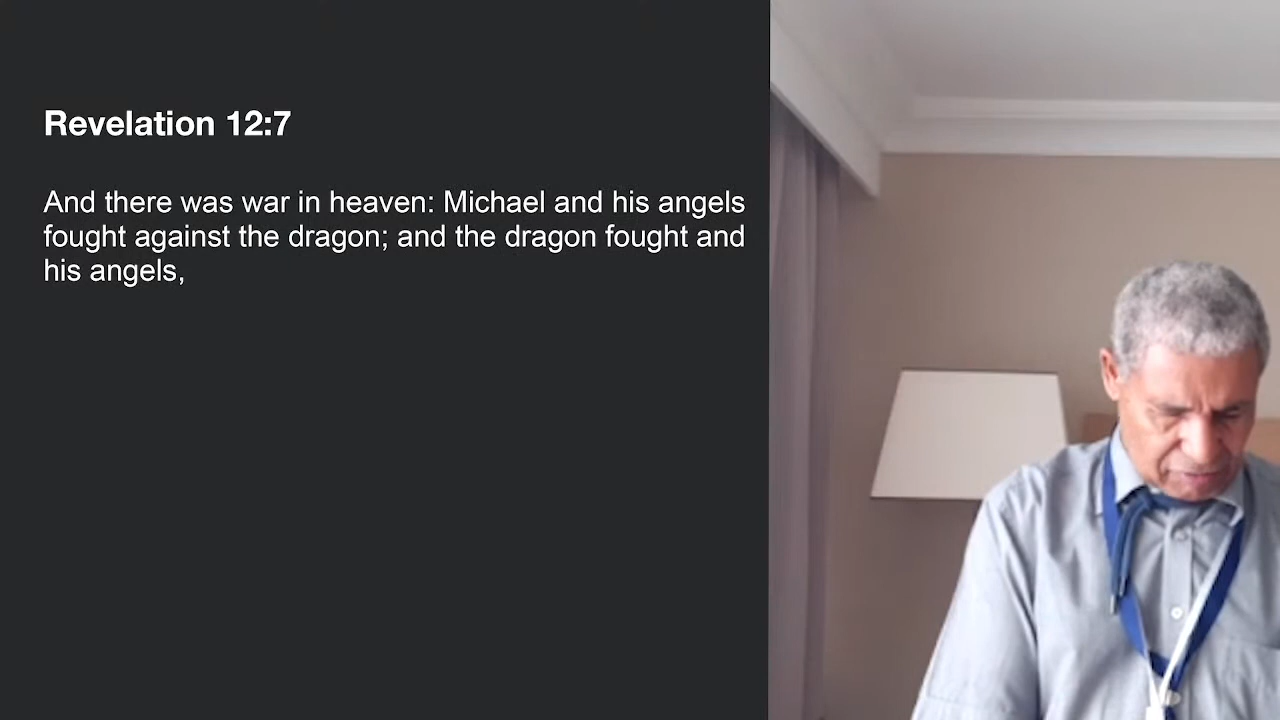 Revelation 12:7
And there was war in heaven: Michael and his angels
fought against the dragon; and the dragon fought and
his angels,